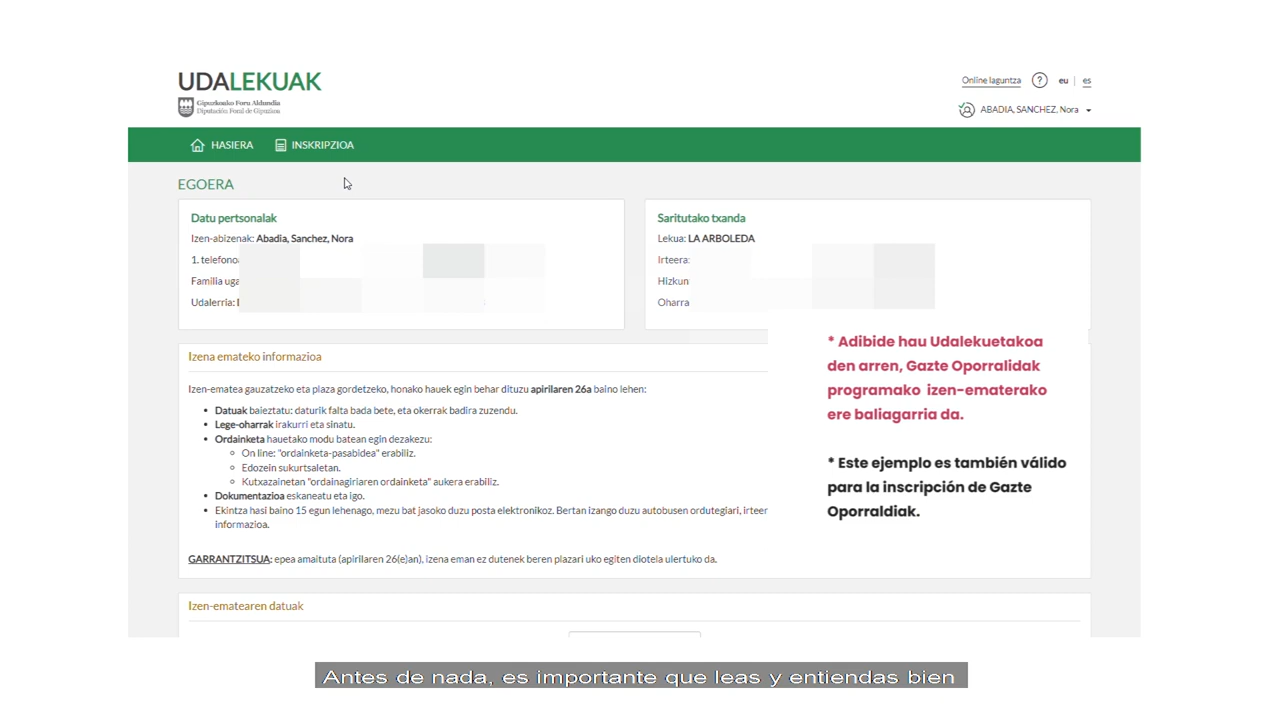 UDALEKUAK
Gipuzkoako Foru Aldundia
Diputación Foral de Gipuzkoa
Online laguntza ? eu | es
ABADIA, SANCHEZ, Nora
HASIERA INSKRIPZIOA
EGOERA
Datu pertsonalak
Izen-abizenak: Abadia, Sanchez, Nora
1. telefono
Familia uga
Udalerria:
Saritutako txanda
Lekua: LA ARBOLEDA
Irteera:
Hizkun
Oharra
* Adibide hau Udalekuetakoa
den arren, Gazte Oporralidak
programako izen-ematerako
ere baliagarria da.
* Este ejemplo es también válido
para la inscripción de Gazte
Oporraldiak.
Izena emateko informazioa
Izen-ematea gauzatzeko eta plaza gordetzeko, honako hauek egin behar dituzu apirilaren 26a baino lehen:
• Datuak baieztatu: daturik falta bada bete, eta okerrak badira zuzendu.
• Lege-oharrak irakurri eta sinatu.
• Ordainketa hauetako modu batean egin dezakezu:
On line: "ordainketa-pasabidea" erabiliz.
Edozein sukurtsaletan.
Kutxazainetan "ordainagiriaren ordainketa" aukera erabiliz.
• Dokumentazioa eskaneatu eta igo.
• Ekintza hasi baino 15 egun lehenago, mezu bat jasoko duzu posta elektronikoz. Bertan izango duzu autobusen ordutegiari, irteer
informazioa.
GARRANTZITSUA: epea amaituta (apirilaren 26(e)an), izena eman ez dutenek beren plazari uko egiten diotela ulertuko da.
Izen-ematearen datuak
Antes de nada, es importante que leas y entiendas bien